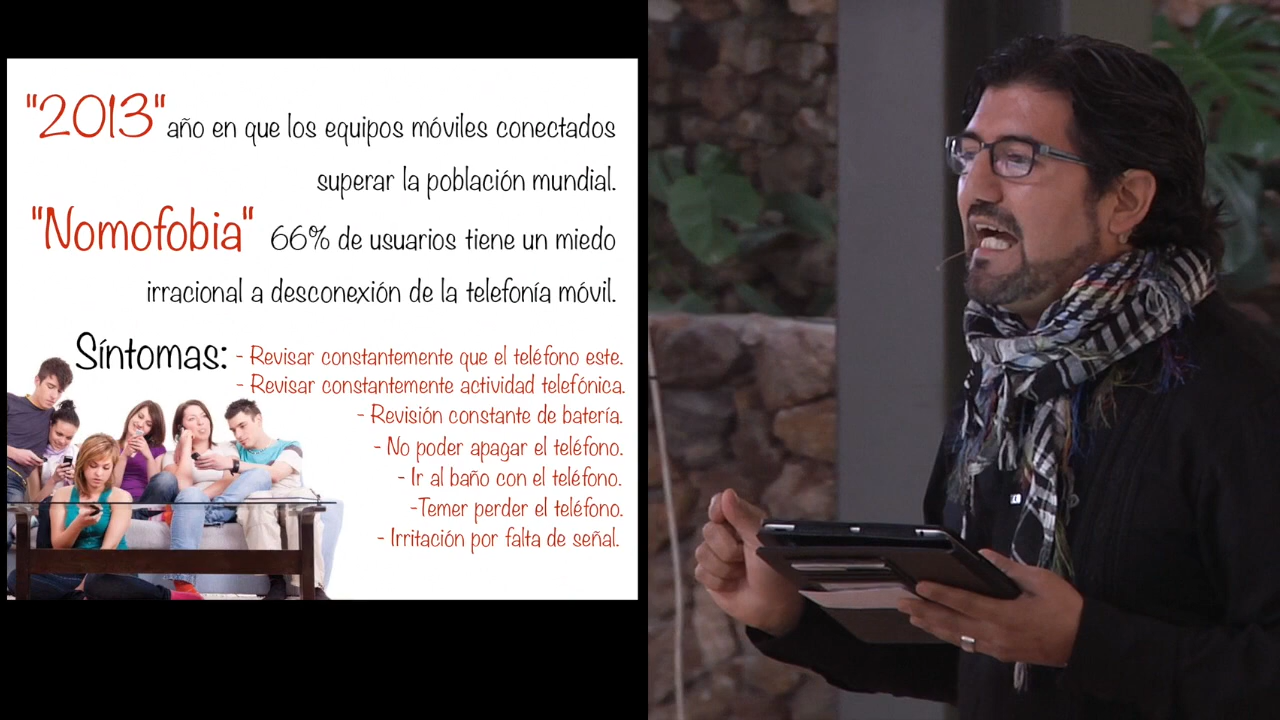 "2013" año en que los equipos móviles conectados
superar la población mundial.
"Nomofobia" 66% de usuarios tiene un miedo
irracional a desconexión de la telefonía móvil.
Síntomas: - Revisar constantemente que el teléfono este.
- Revisar constantemente actividad telefónica.
- Revisión constante de batería.
- No poder apagar el teléfono.
- Ir al baño con el teléfono.
-Temer perder el teléfono.
- Irritación por falta de señal.